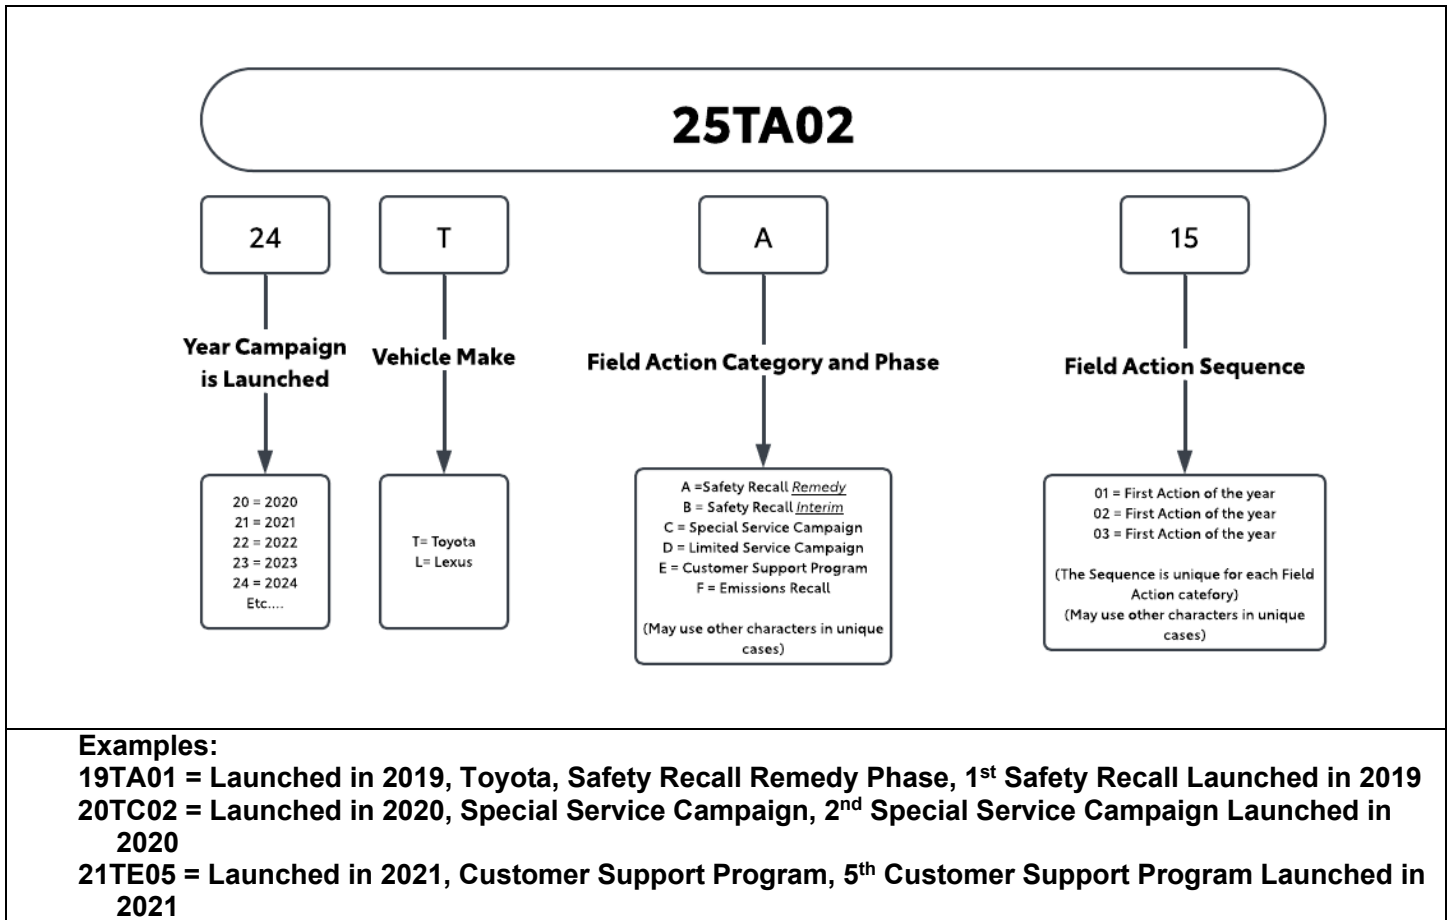 25TA02
24
T
A
15
Year Campaign
is Launched
Vehicle Make
Field Action Category and Phase
Field Action Sequence
20 = 2020
21 = 2021
22 = 2022
23 = 2023
24 = 2024
Etc....
T= Toyota
L= Lexus
A =Safety Recall Remedy
B = Safety Recall Interim
C = Special Service Campaign
D = Limited Service Campaign
E = Customer Support Program
F = Emissions Recall
(May use other characters in unique
cases)
01 = First Action of the year
02 = First Action of the year
03 = First Action of the year
(The Sequence is unique for each Field
Action catefory)
(May use other characters in unique
cases)
Examples:
19TA01 = Launched in 2019, Toyota, Safety Recall Remedy Phase, 1st Safety Recall Launched in 2019
20TC02 = Launched in 2020, Special Service Campaign, 2nd Special Service Campaign Launched in
2020
21TE05 = Launched in 2021, Customer Support Program, 5th Customer Support Program Launched in
2021